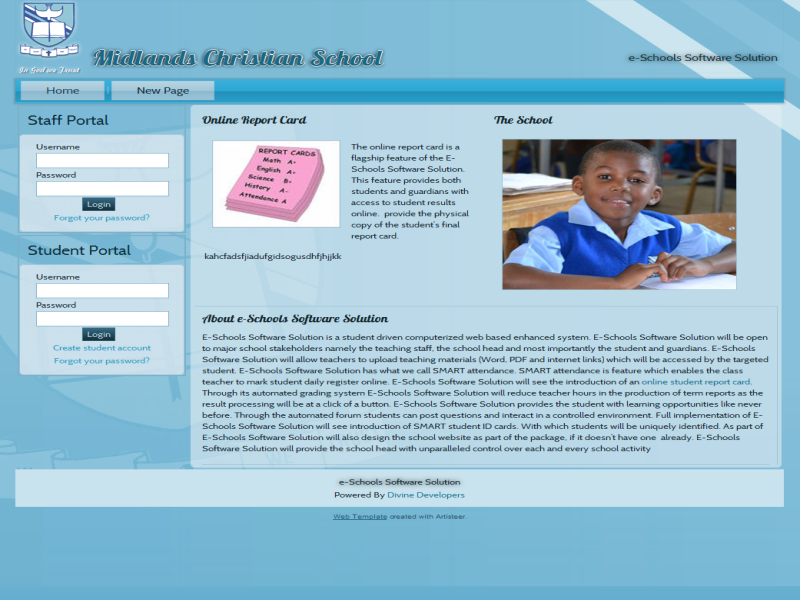 In God we Trust
Midlands Christian School
e-Schools Software Solution
Home
New Page
Staff Portal
Username
Password
Login
Forgot your password?
Student Portal
Username
Password
Login
Create student account
Forgot your password?
Online Report Card
REPORT CARDS
Math A+
English A+
Science B+
History A-
Attendance A
The online report card is a
flagship feature of the E-
Schools Software Solution.
This feature provides both
students and guardians with
access to student results
online. provide the physical
copy of the student's final
report card.
kahcfadsfjiadufgidsogusdhfjhjjkk
The School
About e-Schools Software Solution
E-Schools Software Solution is a student driven computerized web based enhanced system. E-Schools Software Solution will be open
to major school stakeholders namely the teaching staff, the school head and most importantly the student and guardians. E-Schools
Software Solution will allow teachers to upload teaching materials (Word, PDF and internet links) which will be accessed by the targeted
student. E-Schools Software Solution has what we call SMART attendance. SMART attendance is feature which enables the class
teacher to mark student daily register online. E-Schools Software Solution will see the introduction of an online student report card.
Through its automated grading system E-Schools Software Solution will reduce teacher hours in the production of term reports as the
result processing will be at a click of a button. E-Schools Software Solution provides the student with learning opportunities like never
before. Through the automated forum students can post questions and interact in a controlled environment. Full implementation of E-
Schools Software Solution will see introduction of SMART student ID cards. With which students will be uniquely identified. As part of
E-Schools Software Solution will also design the school website as part of the package, if it doesn't have one already. E-Schools
Software Solution will provide the school head with unparalleled control over each and every school activity
e-Schools Software Solution
Powered By Divine Developers
Web Template created with Artisteer.